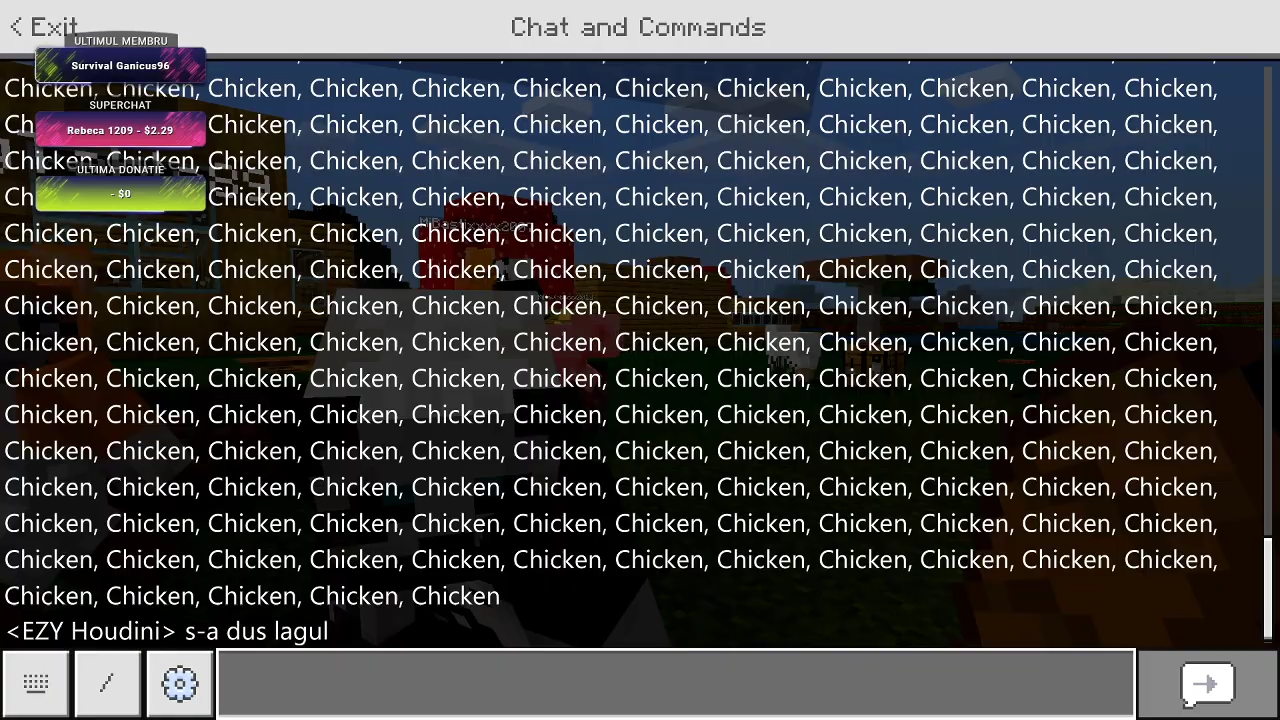 Exit
Chat and Commands
ULTIMUL MEMBRU
Survival Ganicus96
SUPERCHAT
Rebeca 1209 - $2.29
ULTIMA DONATIE
- $0
Chicken, Chicken, Chicken, Chicken, Chicken, Chicken, Chicken, Chicken, Chicken, Chicken, Chicken, Chicken,
Chicken, Chicken, Chicken, Chicken, Chicken, Chicken, Chicken, Chicken, Chicken, Chicken,
Chicken, Chicken, Chicken, Chicken, Chicken, Chicken, Chicken, Chicken, Chicken, Chicken, Chicken, Chicken,
Chicken, Chicken, Chicken, Chicken, Chicken, Chicken, Chicken, Chicken, Chicken, Chicken,
Chicken, Chicken, Chicken, Chicken, Chicken, Chicken, Chicken, Chicken, Chicken, Chicken, Chicken, Chicken,
Chicken, Chicken, Chicken, Chicken, Chicken, Chicken, Chicken, Chicken, Chicken, Chicken, Chicken, Chicken,
Chicken, Chicken, Chicken, Chicken, Chicken, Chicken, Chicken, Chicken, Chicken, Chicken, Chicken, Chicken,
Chicken, Chicken, Chicken, Chicken, Chicken, Chicken, Chicken, Chicken, Chicken, Chicken, Chicken, Chicken,
Chicken, Chicken, Chicken, Chicken, Chicken, Chicken, Chicken, Chicken, Chicken, Chicken, Chicken, Chicken,
Chicken, Chicken, Chicken, Chicken, Chicken, Chicken, Chicken, Chicken, Chicken, Chicken, Chicken, Chicken,
Chicken, Chicken, Chicken, Chicken, Chicken, Chicken, Chicken, Chicken, Chicken, Chicken, Chicken, Chicken,
Chicken, Chicken, Chicken, Chicken, Chicken, Chicken, Chicken, Chicken, Chicken, Chicken, Chicken, Chicken,
Chicken, Chicken, Chicken, Chicken, Chicken, Chicken, Chicken, Chicken, Chicken, Chicken, Chicken, Chicken,
Chicken, Chicken, Chicken, Chicken, Chicken, Chicken, Chicken, Chicken, Chicken, Chicken, Chicken, Chicken,
Chicken, Chicken, Chicken, Chicken, Chicken
<EZY Houdini> s-a dus lagul